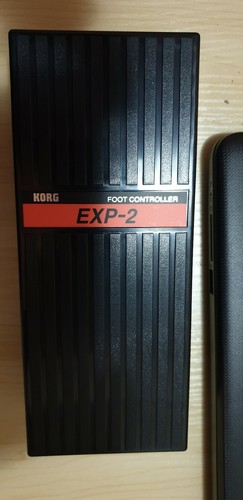 KORG FOOT CONTROLLER
EXP-2